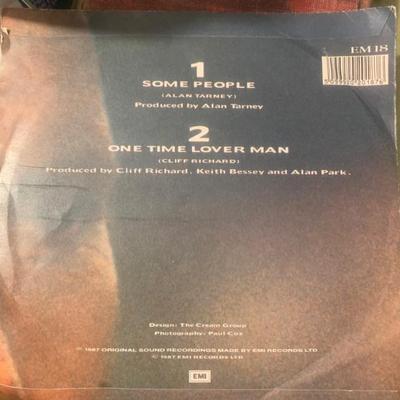 EM 18
1
SOME PEOPLE
(ALAN TARNEY)
Produced by Alan Tarney
2
ONE TIME LOVER MAN
(CLIFF RICHARD)
Produced by Cliff Richard, Keith Bessey and Alan Park.
Design: The Cream Group
Photography: Paul Cox
℗ 1987 ORIGINAL SOUND RECORDINGS MADE BY EMI RECORDS LTD
© 1987 EMI RECORDS LTD
EMI